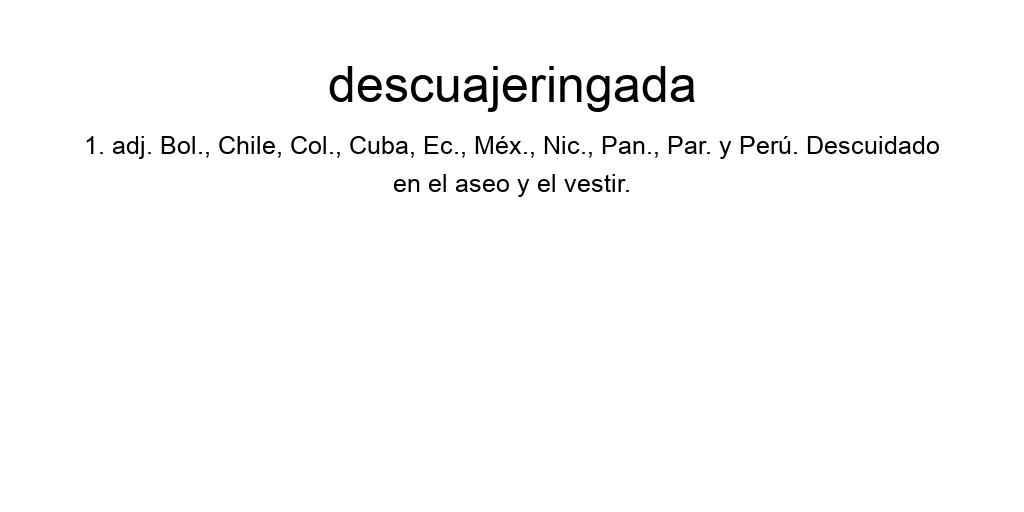 descuajeringada
1. adj. Bol., Chile, Col., Cuba, Ec., Méx., Nic., Pan., Par. y Perú. Descuidado
en el aseo y el vestir.